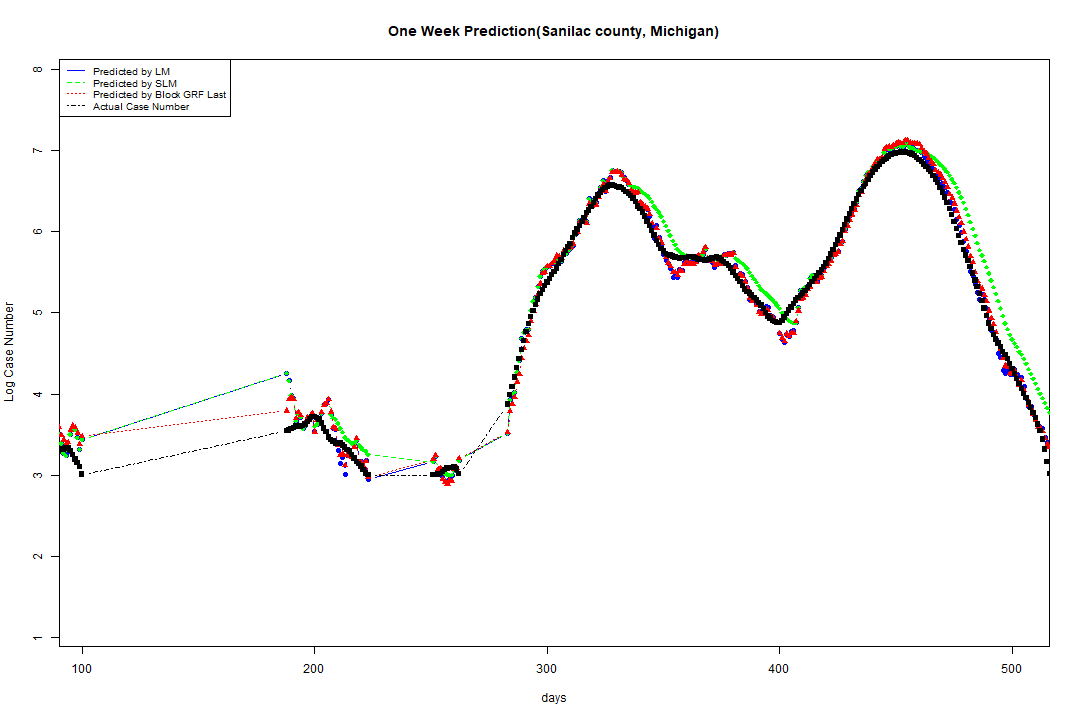 One Week Prediction(Sanilac county, Michigan)
Predicted by LM
Predicted by SLM
Predicted by Block GRF Last
Actual Case Number
8
7
6
5
4
3
2
1
Log Case Number
100 200 300 400 500
days